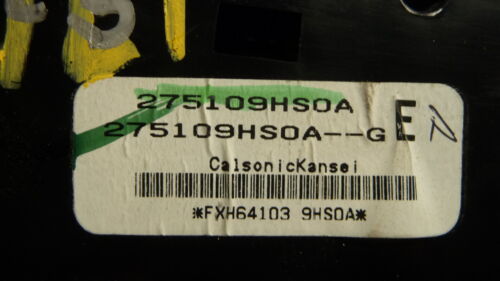 275109HS0A
275109HS0A--G E N
CalsonicKansei
*FXH64103 9HS0A*